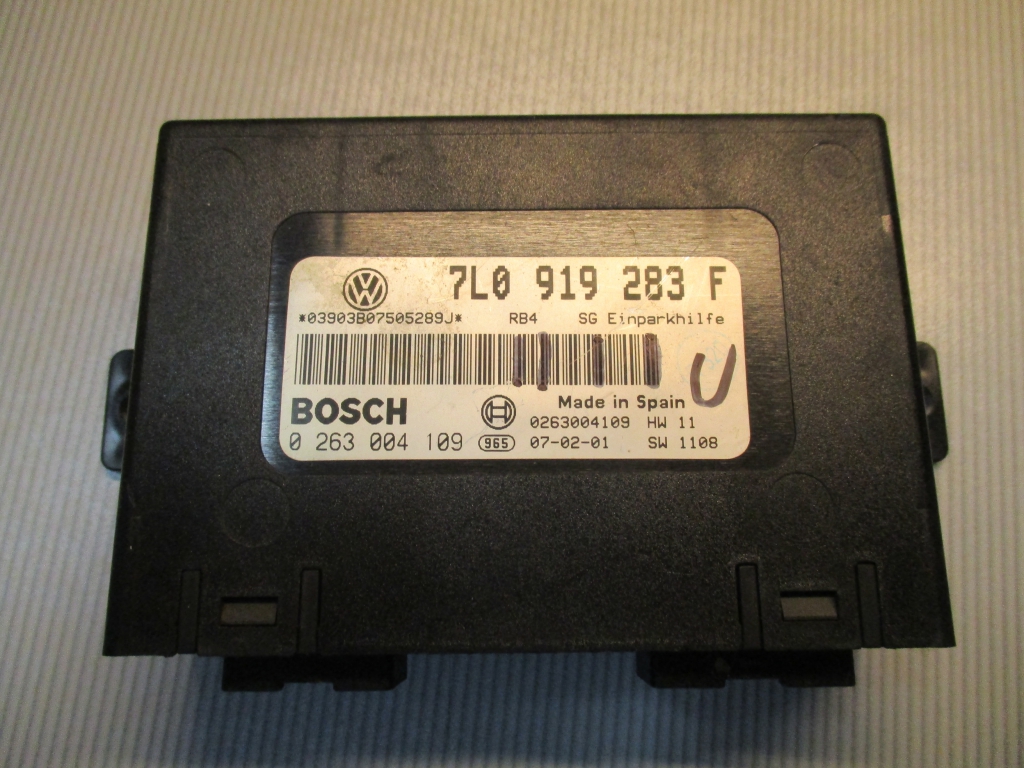 7L0 919 283 F
*03903B07505289J* RB4 SG Einparkhilfe
U
BOSCH Made in Spain
0263004109 HW 11
0 263 004 109 965 07-02-01 SW 1108